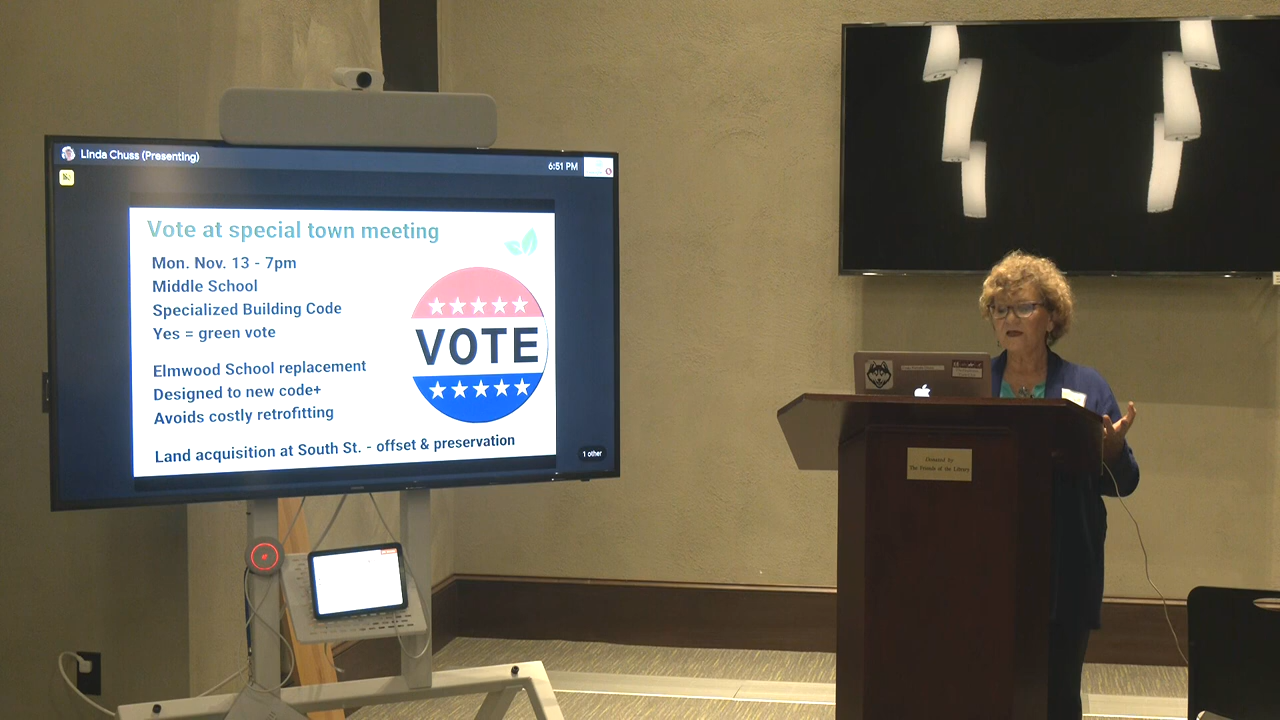 Linda Chuss (Presenting)
6:51 PM
Vote at special town meeting
Mon. Nov. 13 - 7pm
Middle School
Specialized Building Code
Yes = green vote
Elmwood School replacement
Designed to new code+
Avoids costly retrofitting
Land acquisition at South St. - offset & preservation
VOTE
1 other
Donated by
The Friends of the Library